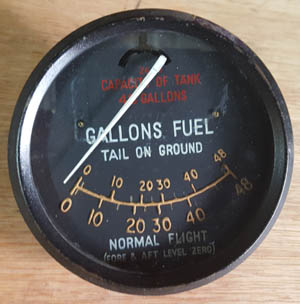 CAPACITY OF TANK
GALLONS
GALLONS FUEL
TAIL ON GROUND
0 10 20 30 40 48
0 10 20 30 40 48
NORMAL FLIGHT
(FORE & AFT LEVEL ZERO)